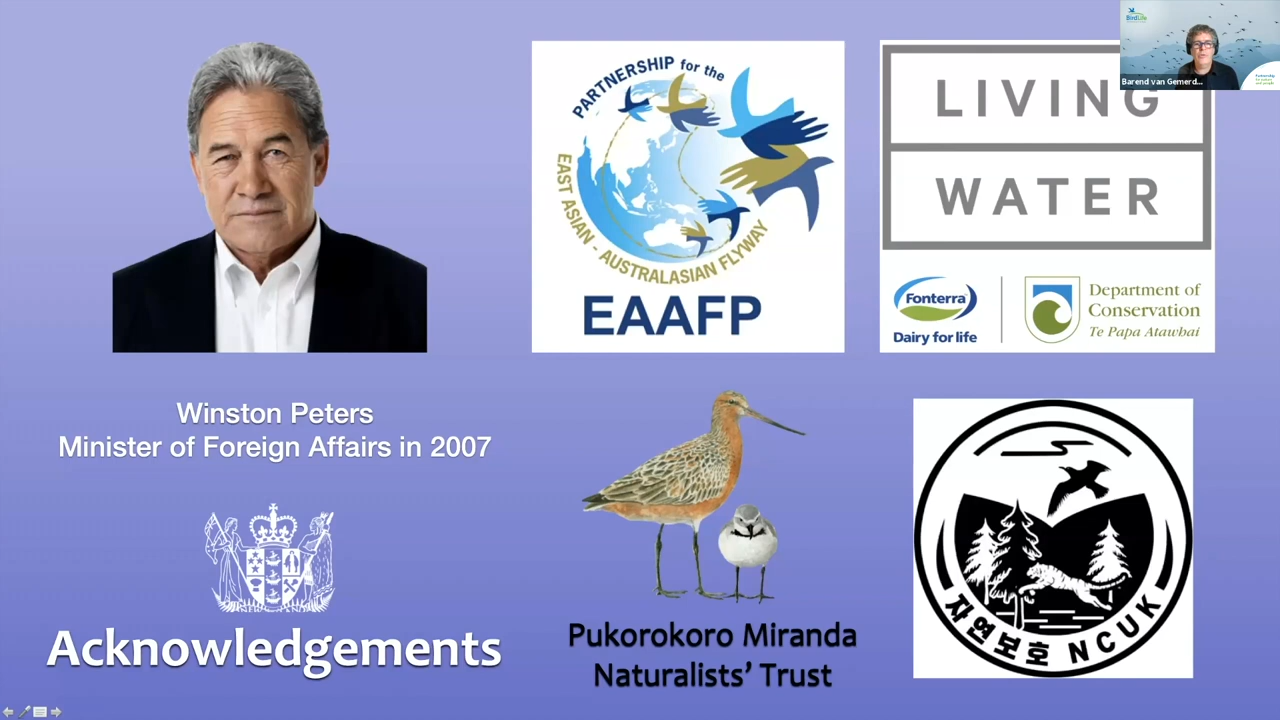 Winston Peters
Minister of Foreign Affairs in 2007
Acknowledgements
PARTNERSHIP for the
EAST ASIAN - AUSTRALASIAN FLYWAY
EAAFP
LIVING
WATER
Fonterra
Dairy for life
Department of
Conservation
Te Papa Atawhai
Pukorokoro Miranda
Naturalists’ Trust
자연보호 NCUK
BirdLife
Barend van Gemerd...